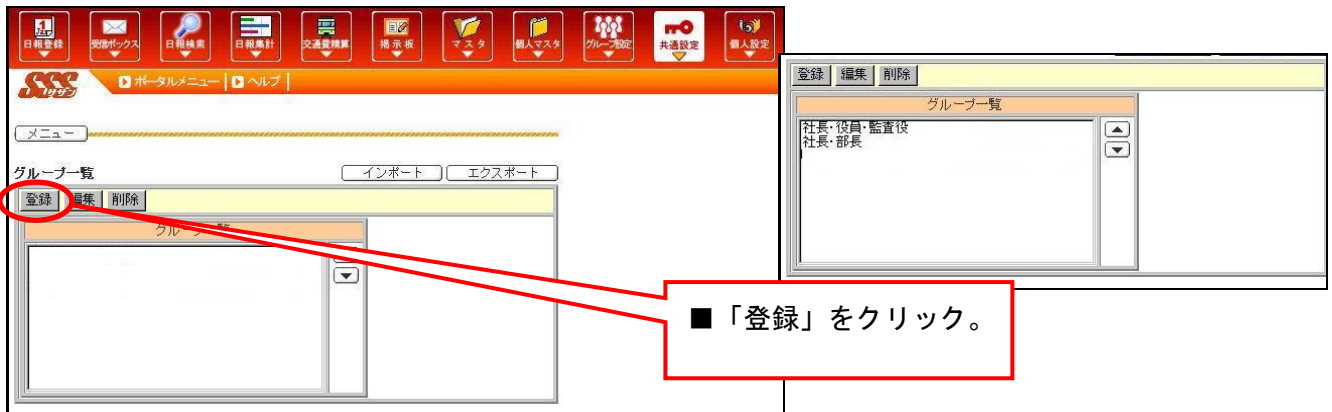 日報登録 受信ボックス 日報検索 日報集計 交通費精算 掲示板 マスタ 個人マスタ グループ設定 共通設定 個人設定
SSS サザン ポータルメニュー ヘルプ
メニュー
グループ一覧 インポート エクスポート
登録 編集 削除
グループ一覧
登録 編集 削除
グループ一覧
社長・役員・監査役
社長・部長
■「登録」をクリック。